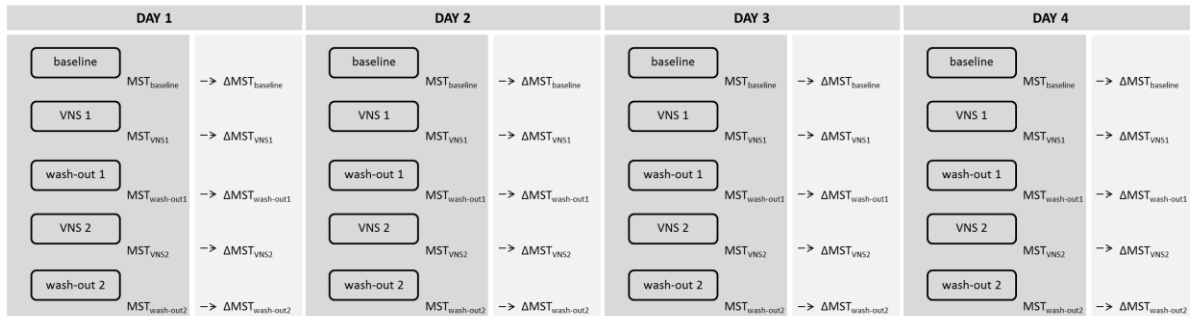 DAY 1 DAY 2 DAY 3 DAY 4
baseline baseline baseline baseline
MSTbaseline –> ΔMSTbaseline MSTbaseline –> ΔMSTbaseline MSTbaseline –> ΔMSTbaseline MSTbaseline –> ΔMSTbaseline
VNS 1 VNS 1 VNS 1 VNS 1
MSTVNS1 –> ΔMSTVNS1 MSTVNS1 –> ΔMSTVNS1 MSTVNS1 –> ΔMSTVNS1 MSTVNS1 –> ΔMSTVNS1
wash-out 1 wash-out 1 wash-out 1 wash-out 1
MSTwash-out1 –> ΔMSTwash-out1 MSTwash-out1 –> ΔMSTwash-out1 MSTwash-out1 –> ΔMSTwash-out1 MSTwash-out1 –> ΔMSTwash-out1
VNS 2 VNS 2 VNS 2 VNS 2
MSTVNS2 –> ΔMSTVNS2 MSTVNS2 –> ΔMSTVNS2 MSTVNS2 –> ΔMSTVNS2 MSTVNS2 –> ΔMSTVNS2
wash-out 2 wash-out 2 wash-out 2 wash-out 2
MSTwash-out2 –> ΔMSTwash-out2 MSTwash-out2 –> ΔMSTwash-out2 MSTwash-out2 –> ΔMSTwash-out2 MSTwash-out2 –> ΔMSTwash-out2